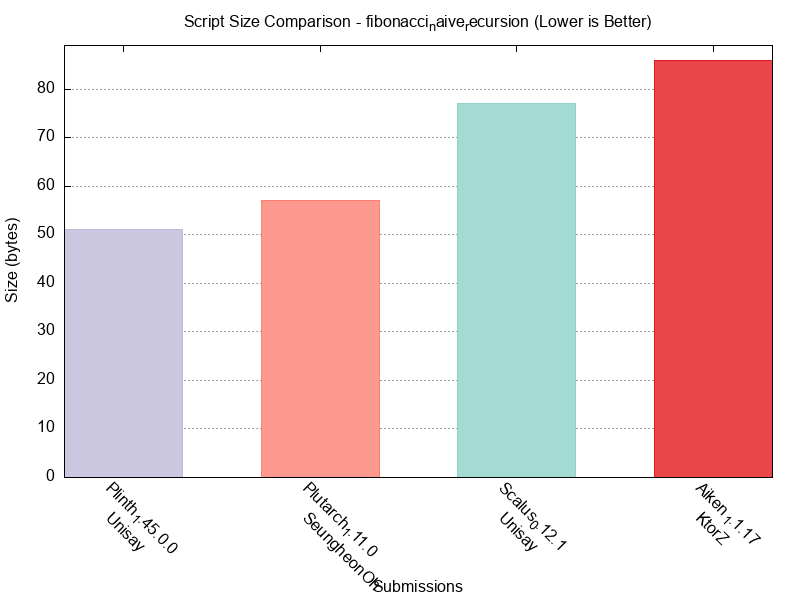 Script Size Comparison - fibonacci_naive_recursion (Lower is Better)
Size (bytes)
80
70
60
50
40
30
20
10
0
Plinth_1.45.0.0
Unisay
Plutarch_1.11.0
SeungheonOh
Scalus_0.12.1
Unisay
Aiken_1.1.17
KtorZ
Submissions